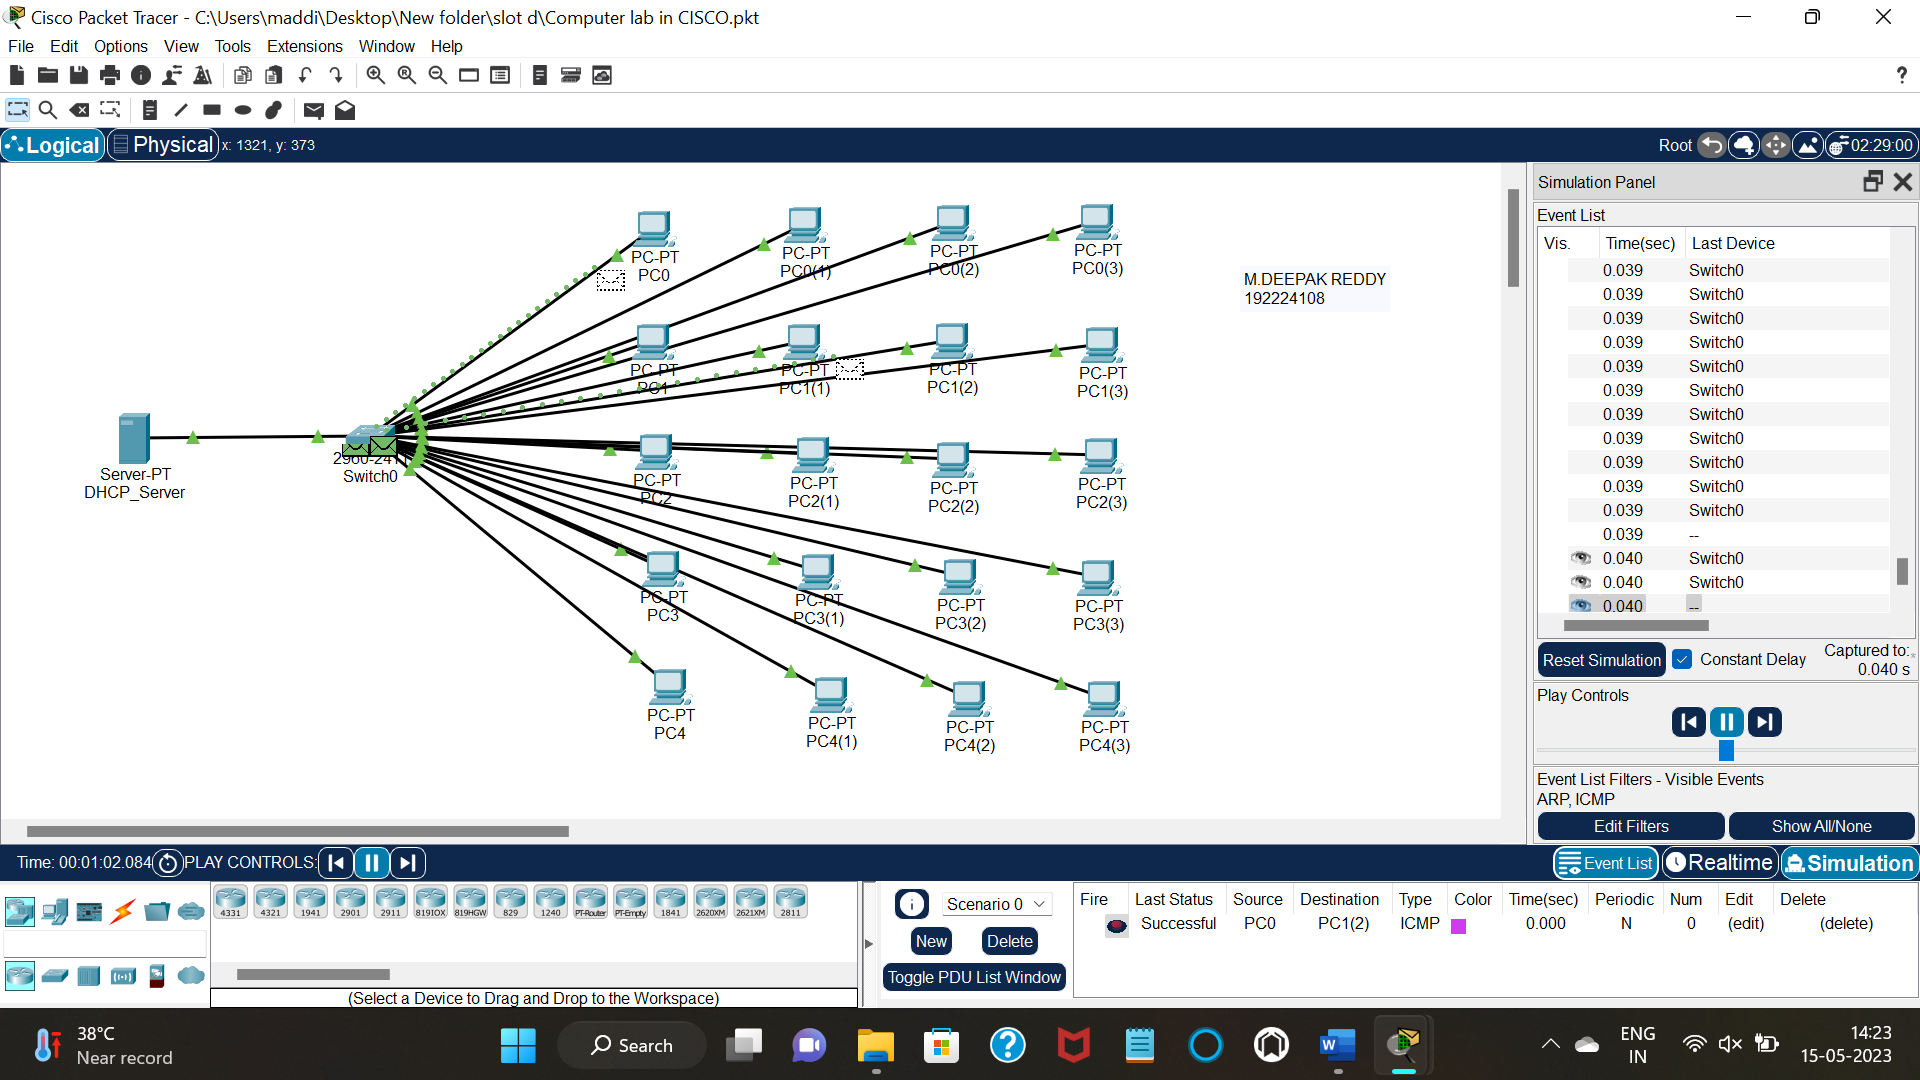 Cisco Packet Tracer - C:\Users\maddi\Desktop\New folder\slot d\Computer lab in CISCO.pkt
File Edit Options View Tools Extensions Window Help
Logical Physical x: 1321, y: 373 Root 02:29:00
PC-PT
PC0
PC-PT
PC0(1)
PC-PT
PC0(2)
PC-PT
PC0(3)
M.DEEPAK REDDY
192224108
PC-PT
PC1
PC-PT
PC1(1)
PC-PT
PC1(2)
PC-PT
PC1(3)
Server-PT
DHCP_Server
Switch0
PC-PT
PC2
PC-PT
PC2(1)
PC-PT
PC2(2)
PC-PT
PC2(3)
PC-PT
PC3
PC-PT
PC3(1)
PC-PT
PC3(2)
PC-PT
PC3(3)
PC-PT
PC4
PC-PT
PC4(1)
PC-PT
PC4(2)
PC-PT
PC4(3)
Simulation Panel
Event List
Vis. Time(sec) Last Device
0.039 Switch0
0.039 Switch0
0.039 Switch0
0.039 Switch0
0.039 Switch0
0.039 Switch0
0.039 Switch0
0.039 Switch0
0.039 Switch0
0.039 Switch0
0.039 Switch0
0.039 --
0.040 Switch0
0.040 Switch0
0.040 --
Reset Simulation Constant Delay Captured to:
0.040 s
Play Controls
Event List Filters - Visible Events
ARP, ICMP
Edit Filters Show All/None
Time: 00:01:02.084 PLAY CONTROLS: Event List Realtime Simulation
4331 4321 1941 2901 2911 819IOX 819HGW 829 1240 PT-Router PT-Empty 1841 2620XM 2621XM 2811
(Select a Device to Drag and Drop to the Workspace)
Scenario 0
New Delete
Toggle PDU List Window
Fire Last Status Source Destination Type Color Time(sec) Periodic Num Edit Delete
Successful PC0 PC1(2) ICMP 0.000 N 0 (edit) (delete)
38°C
Near record
Search
ENG
IN
14:23
15-05-2023